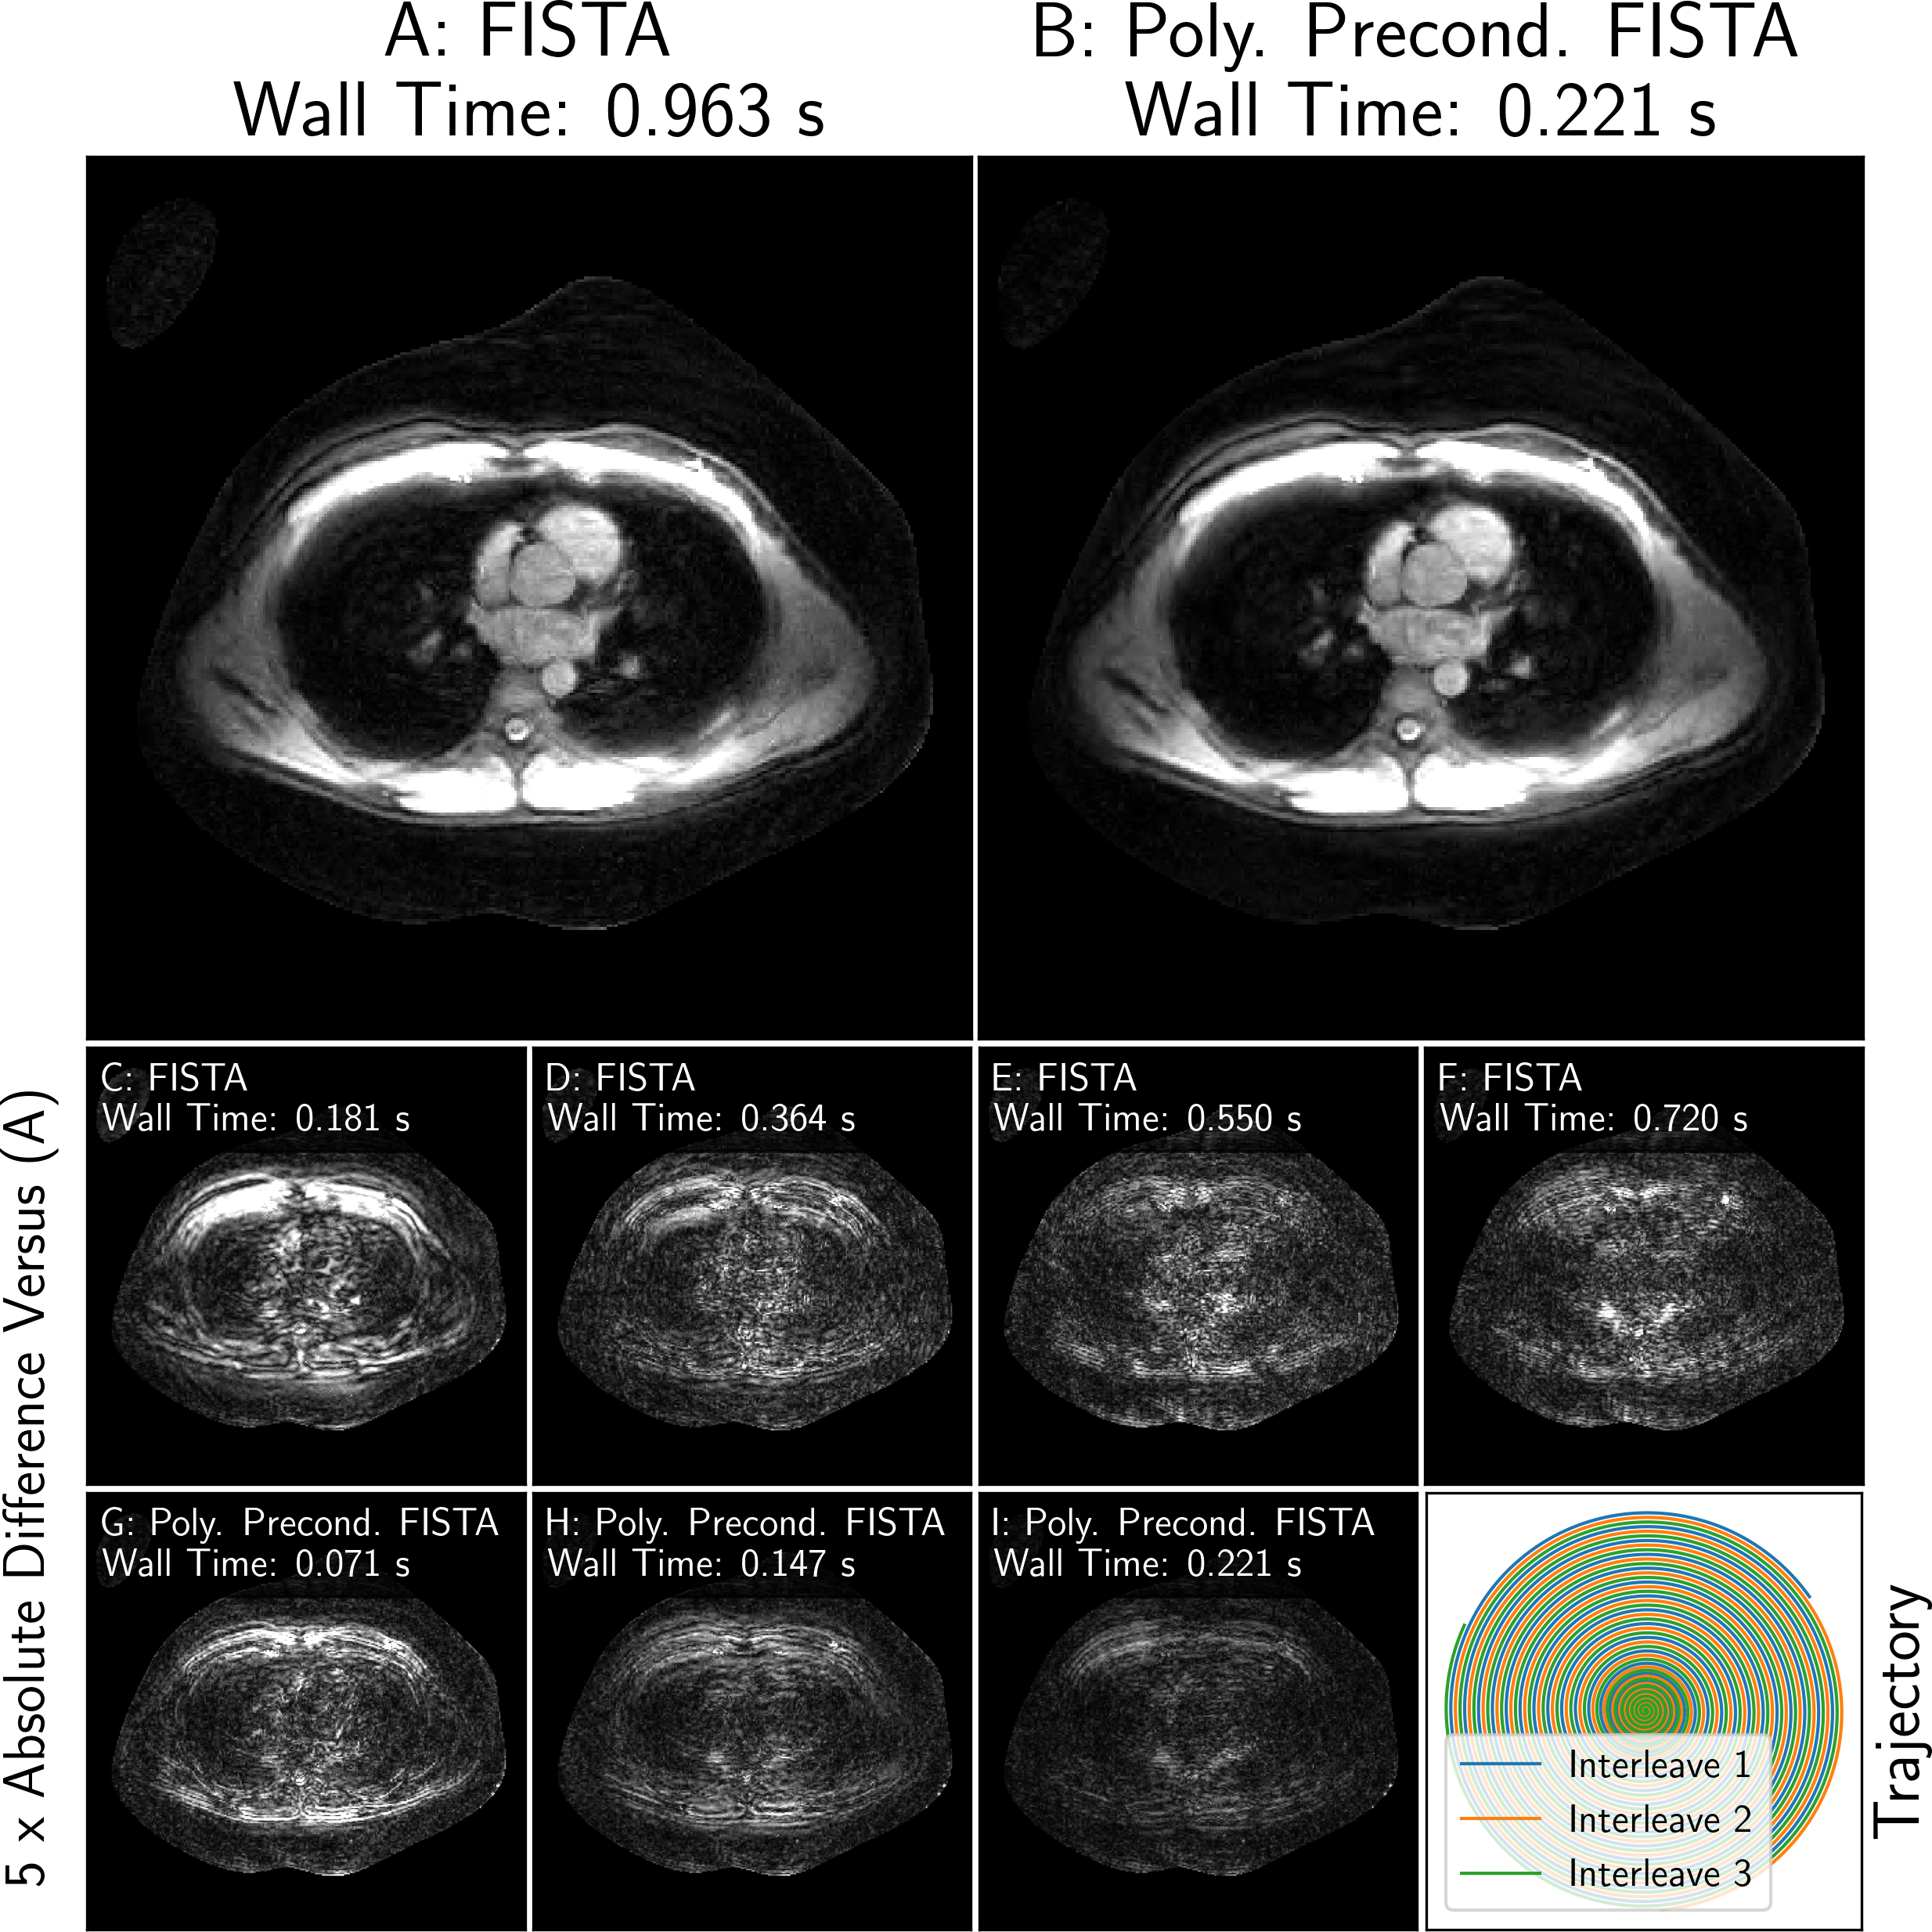 A: FISTA
Wall Time: 0.963 s
B: Poly. Precond. FISTA
Wall Time: 0.221 s
5 x Absolute Difference Versus (A)
C: FISTA
Wall Time: 0.181 s
D: FISTA
Wall Time: 0.364 s
E: FISTA
Wall Time: 0.550 s
F: FISTA
Wall Time: 0.720 s
G: Poly. Precond. FISTA
Wall Time: 0.071 s
H: Poly. Precond. FISTA
Wall Time: 0.147 s
I: Poly. Precond. FISTA
Wall Time: 0.221 s
Interleave 1
Interleave 2
Interleave 3
Trajectory